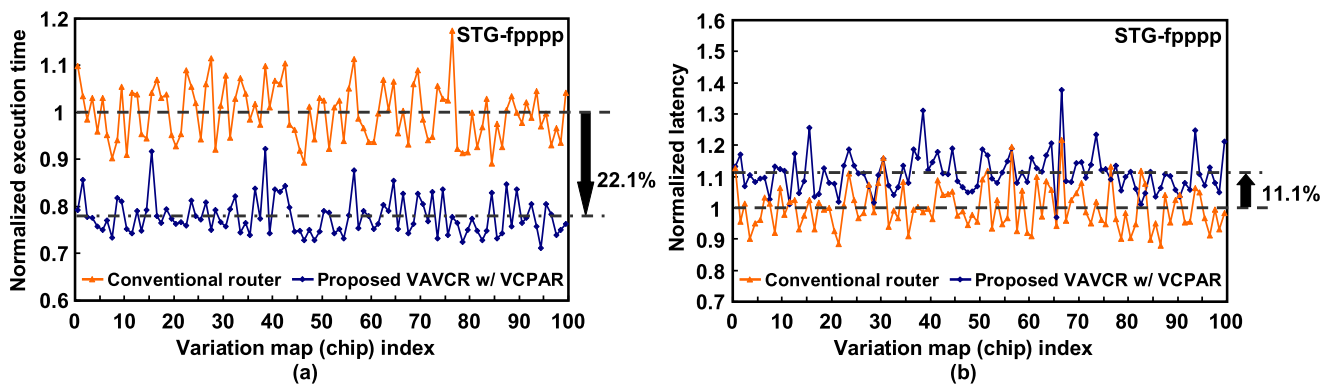 STG-fpppp
Normalized execution time
1.2
1.1
1
0.9
0.8
0.7
0.6
22.1%
Conventional router
Proposed VAVCR w/ VCPAR
0 10 20 30 40 50 60 70 80 90 100
Variation map (chip) index
(a)
STG-fpppp
Normalized latency
1.6
1.5
1.4
1.3
1.2
1.1
1.0
0.9
0.8
0.7
11.1%
Conventional router
Proposed VAVCR w/ VCPAR
0 10 20 30 40 50 60 70 80 90 100
Variation map (chip) index
(b)